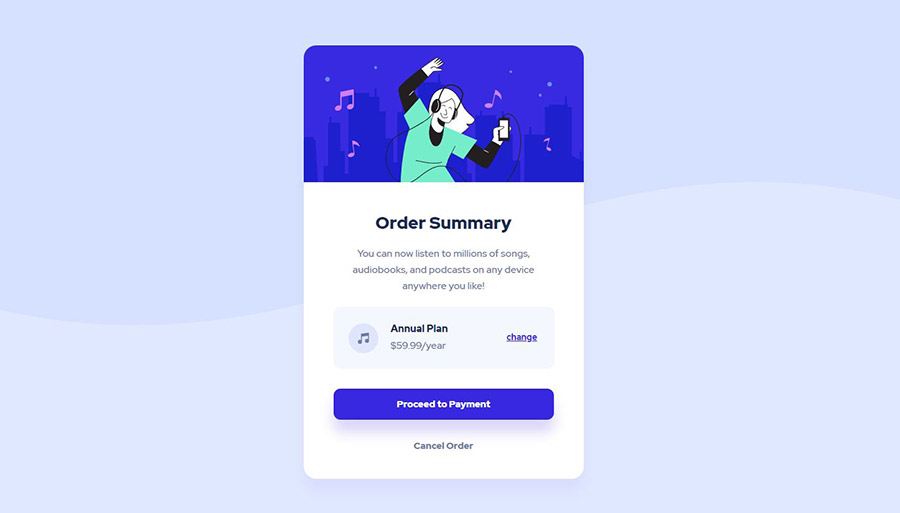 Order Summary
You can now listen to millions of songs,
audiobooks, and podcasts on any device
anywhere you like!
Annual Plan
$59.99/year
change
Proceed to Payment
Cancel Order